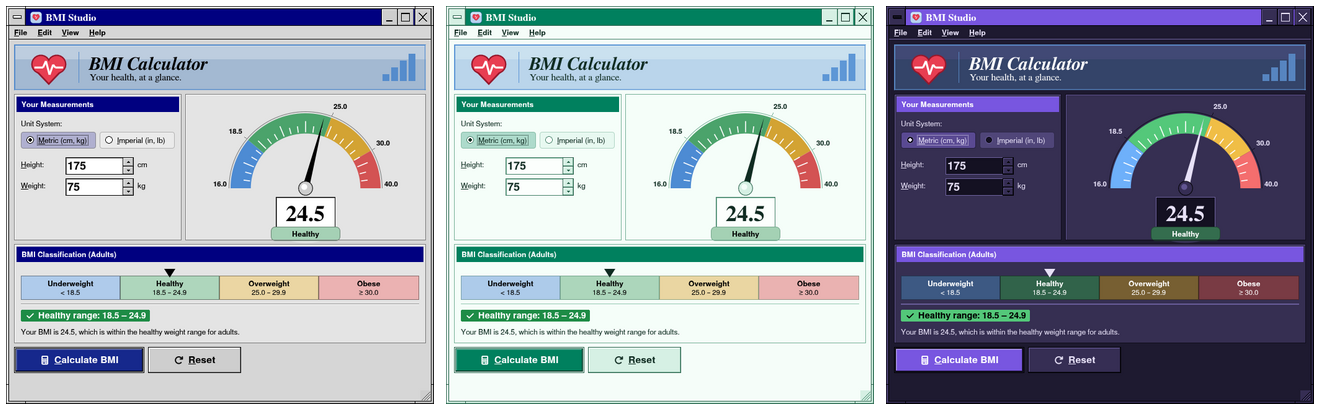 BMI Studio
File Edit View Help
BMI Calculator
Your health, at a glance.
Your Measurements
Unit System:
Metric (cm, kg) Imperial (in, lb)
Height: 175 cm
Weight: 75 kg
16.0 18.5 25.0 30.0 40.0
24.5
Healthy
BMI Classification (Adults)
Underweight Healthy Overweight Obese
< 18.5 18.5 – 24.9 25.0 – 29.9 ≥ 30.0
Healthy range: 18.5 – 24.9
Your BMI is 24.5, which is within the healthy weight range for adults.
Calculate BMI Reset
BMI Studio
File Edit View Help
BMI Calculator
Your health, at a glance.
Your Measurements
Unit System:
Metric (cm, kg) Imperial (in, lb)
Height: 175 cm
Weight: 75 kg
16.0 18.5 25.0 30.0 40.0
24.5
Healthy
BMI Classification (Adults)
Underweight Healthy Overweight Obese
< 18.5 18.5 – 24.9 25.0 – 29.9 ≥ 30.0
Healthy range: 18.5 – 24.9
Your BMI is 24.5, which is within the healthy weight range for adults.
Calculate BMI Reset
BMI Studio
File Edit View Help
BMI Calculator
Your health, at a glance.
Your Measurements
Unit System:
Metric (cm, kg) Imperial (in, lb)
Height: 175 cm
Weight: 75 kg
16.0 18.5 25.0 30.0 40.0
24.5
Healthy
BMI Classification (Adults)
Underweight Healthy Overweight Obese
< 18.5 18.5 – 24.9 25.0 – 29.9 ≥ 30.0
Healthy range: 18.5 – 24.9
Your BMI is 24.5, which is within the healthy weight range for adults.
Calculate BMI Reset